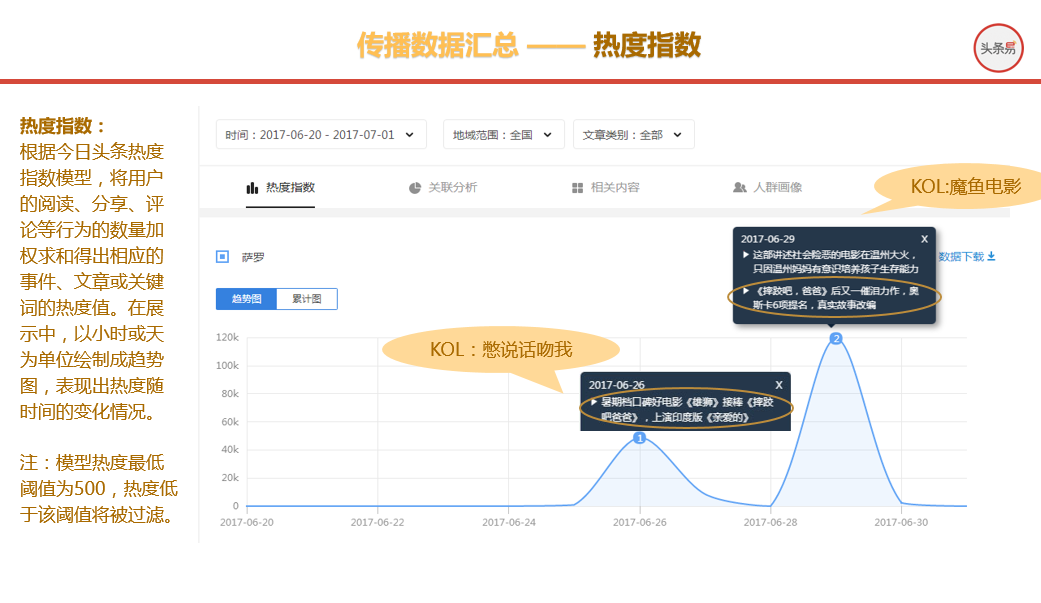 传播数据汇总 —— 热度指数
头条易
热度指数：
根据今日头条热度
指数模型，将用户
的阅读、分享、评
论等行为的数量加
权求和得出相应的
事件、文章或关键
词的热度值。在展
示中，以小时或天
为单位绘制成趋势
图，表现出热度随
时间的变化情况。
注：模型热度最低
阈值为500，热度低
于该阈值将被过滤。
时间：2017-06-20 - 2017-07-01
地域范围：全国
文章类别：全部
热度指数
关联分析
相关内容
人群画像
KOL:魔鱼电影
萨罗
数据下载
趋势图
累计图
2017-06-29 X
这部讲述社会险恶的电影在温州大火，
只因温州妈妈有意识培养孩子生存能力
《摔跤吧，爸爸》后又一催泪力作，奥
斯卡6项提名，真实故事改编
KOL：憋说话吻我
2017-06-26 X
暑期档口碑好电影《雄狮》接棒《摔跤
吧爸爸》，上演印度版《亲爱的》
2
1
120k
100k
80k
60k
40k
20k
0
2017-06-20
2017-06-22
2017-06-24
2017-06-26
2017-06-28
2017-06-30